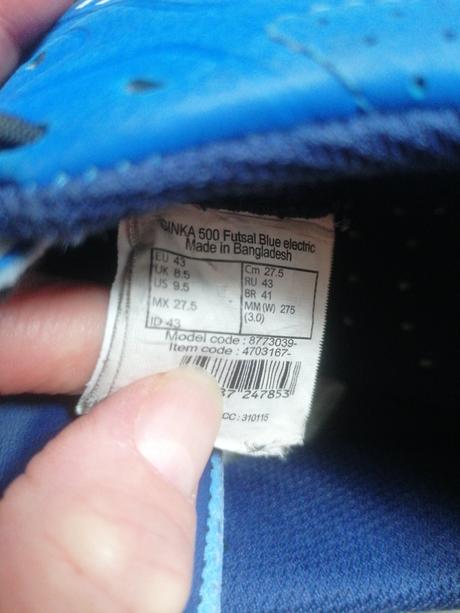 CINKA 500 Futsal Blue electric
Made in Bangladesh
EU 43
UK 8.5
US 9.5
MX 27.5
ID 43
Cm 27.5
RU 43
BR 41
MM (W) 275
(3.0)
Model code : 8773039-
Item code : 4703167-
247853
CC : 310115